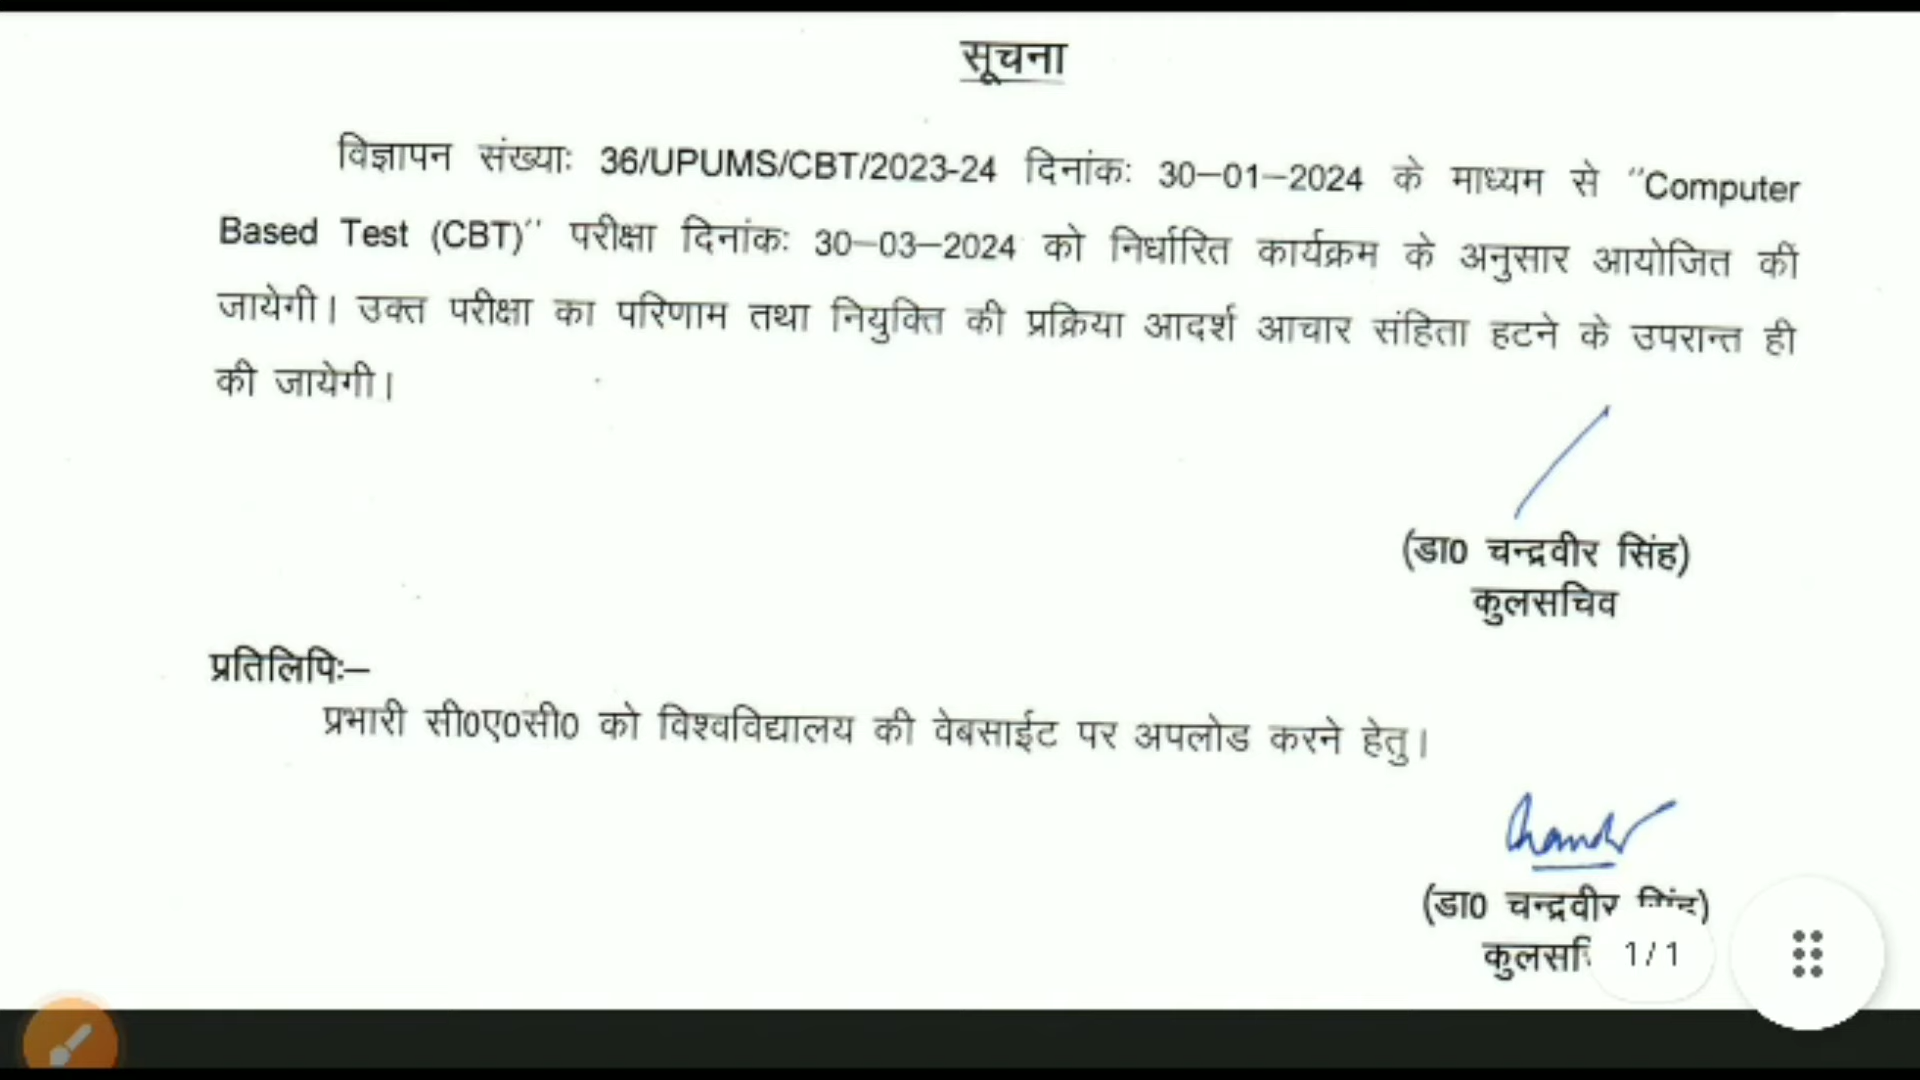 सूचना
विज्ञापन संख्याः 36/UPUMS/CBT/2023-24 दिनांकः 30–01–2024 के माध्यम से "Computer
Based Test (CBT)" परीक्षा दिनांकः 30–03–2024 को निर्धारित कार्यक्रम के अनुसार आयोजित की
जायेगी। उक्त परीक्षा का परिणाम तथा नियुक्ति की प्रक्रिया आदर्श आचार संहिता हटने के उपरान्त ही
की जायेगी।
(डा0 चन्द्रवीर सिंह)
कुलसचिव
प्रतिलिपिः–
प्रभारी सी0ए0सी0 को विश्वविद्यालय की वेबसाईट पर अपलोड करने हेतु।
(डा0 चन्द्रवीर सिंह)
1/1